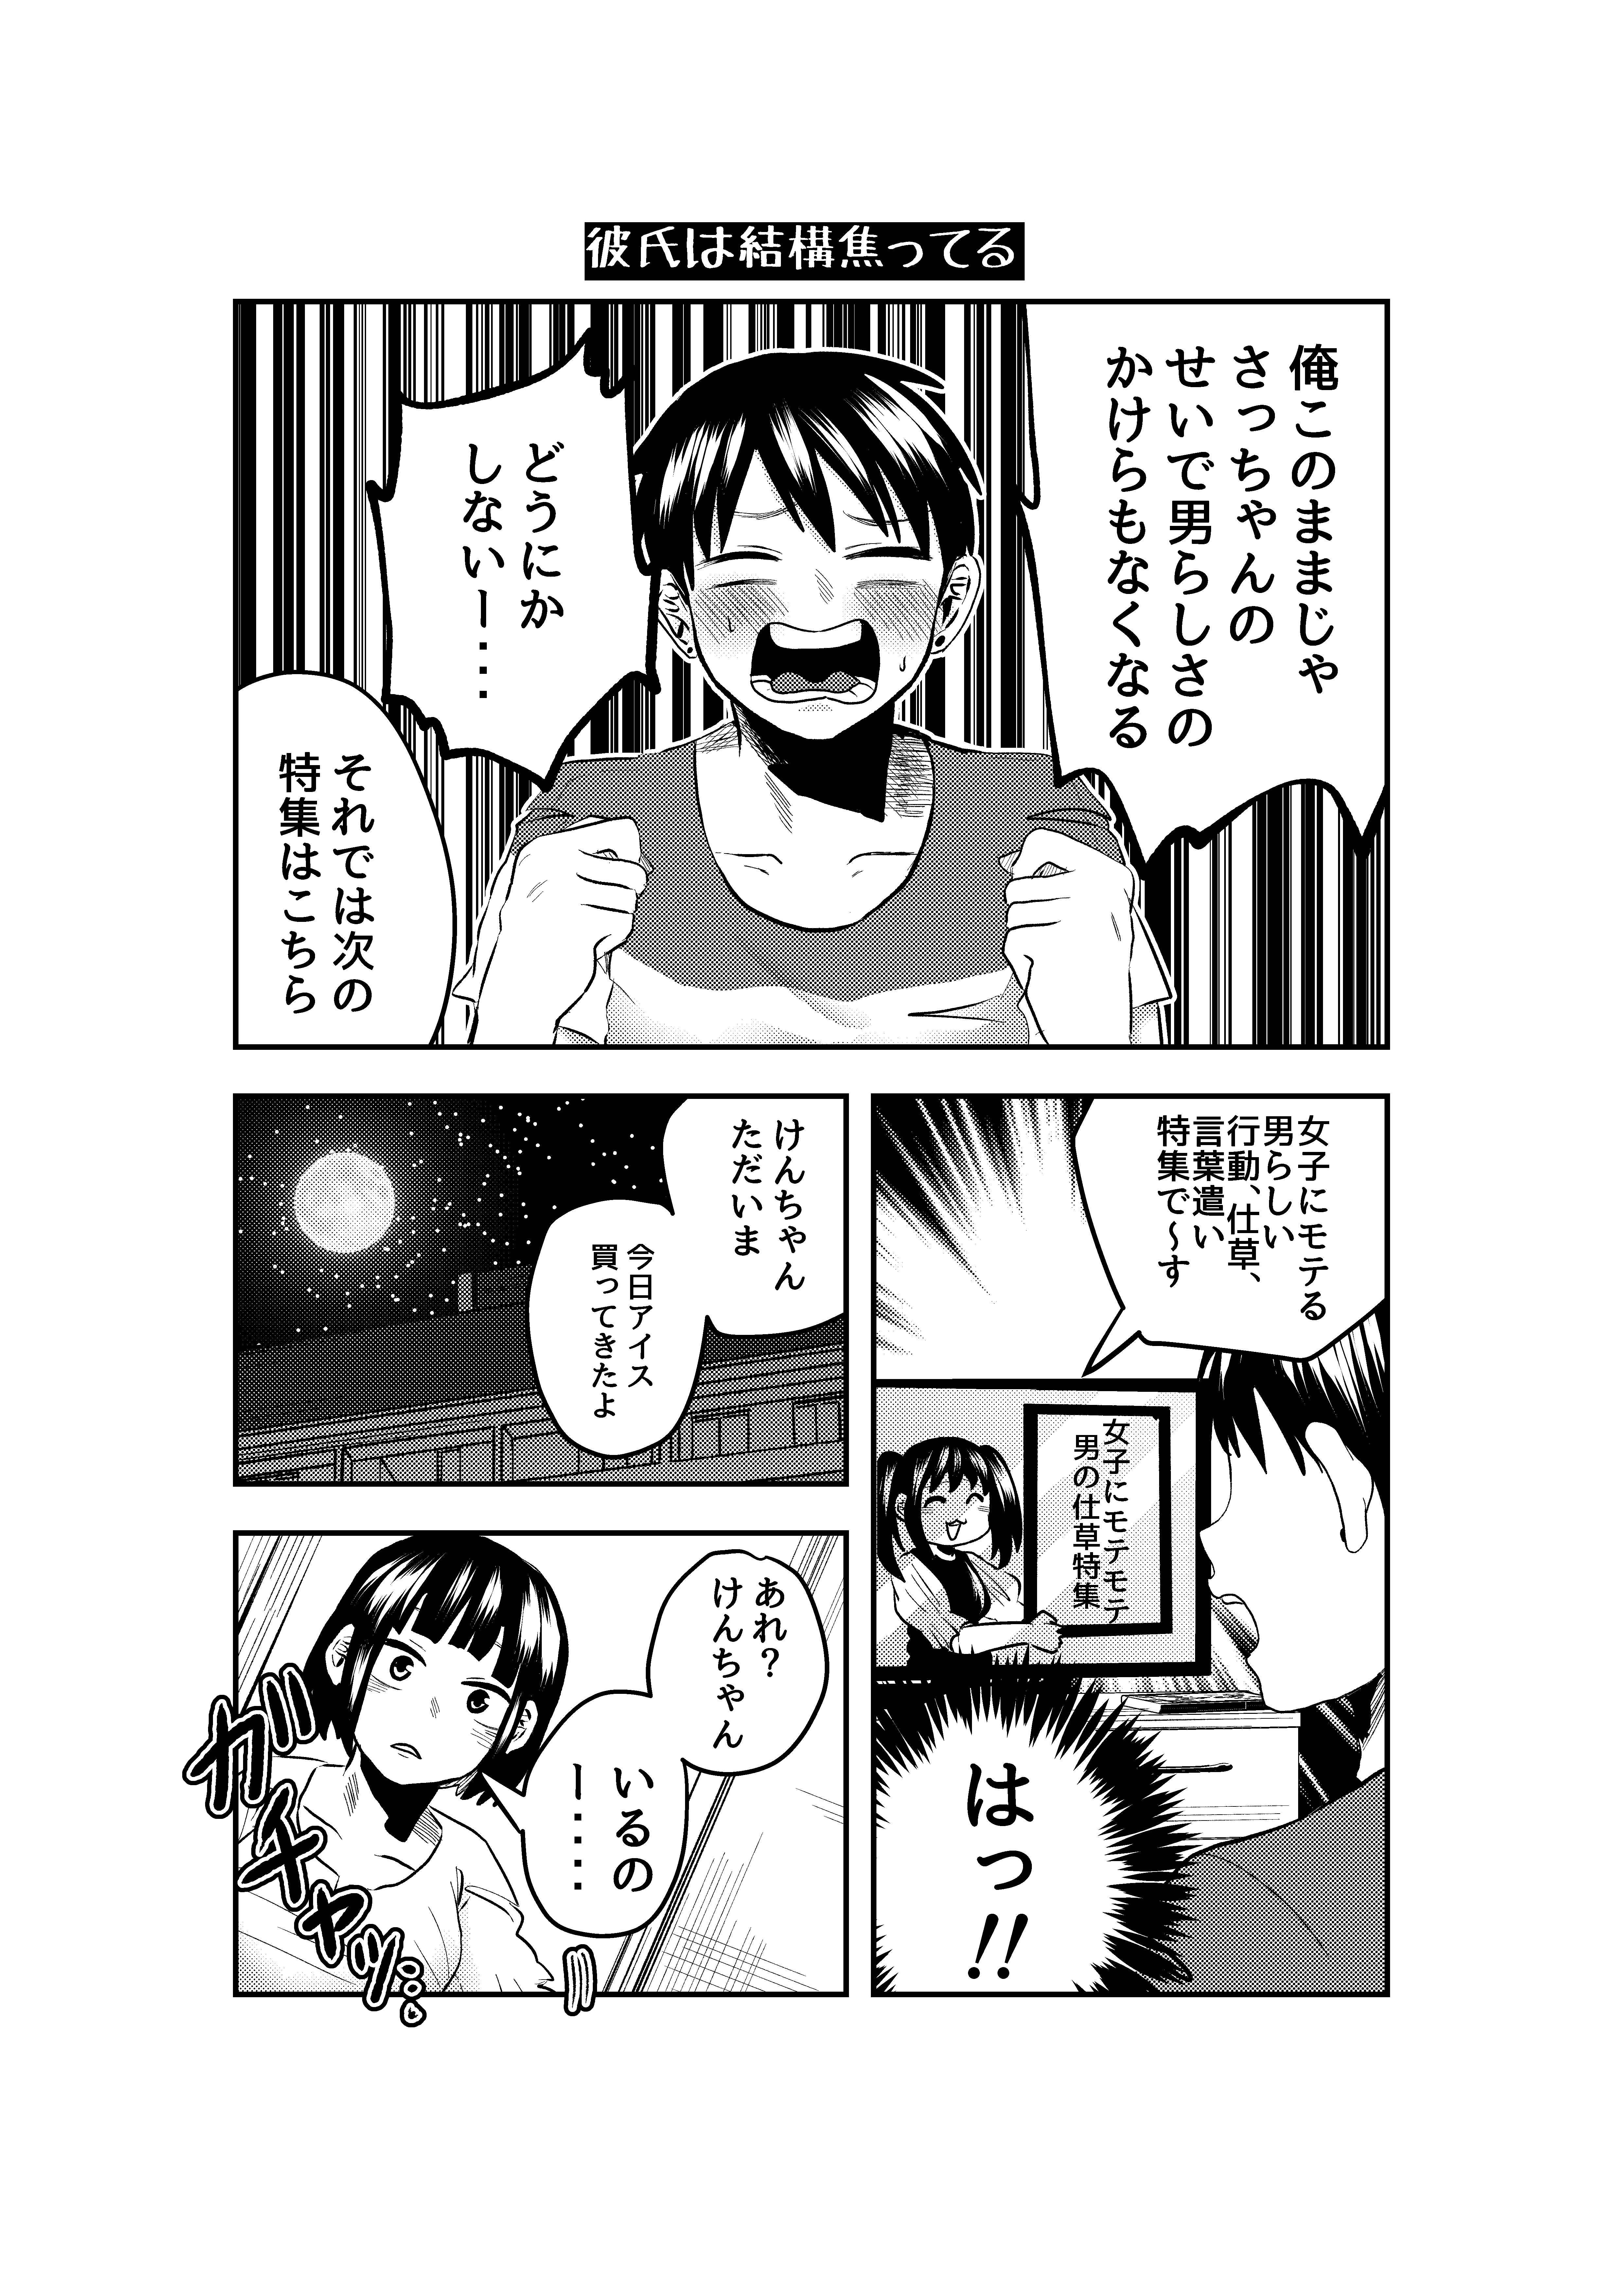 彼氏は結構焦ってる
俺このままじゃ
さっちゃんの
せいで男らしさの
かけらもなくなる
どうにか
しないー・・・
それでは次の
特集はこちら
女子にモテる
男らしい
行動、仕草、
言葉遣い
特集で〜す
女子にモテモテ
男の仕草特集
はっ!!
けんちゃん
ただいま
今日アイス
買ってきたよ
あれ？
けんちゃん
いるの
ー・・・・
ガチャッ…